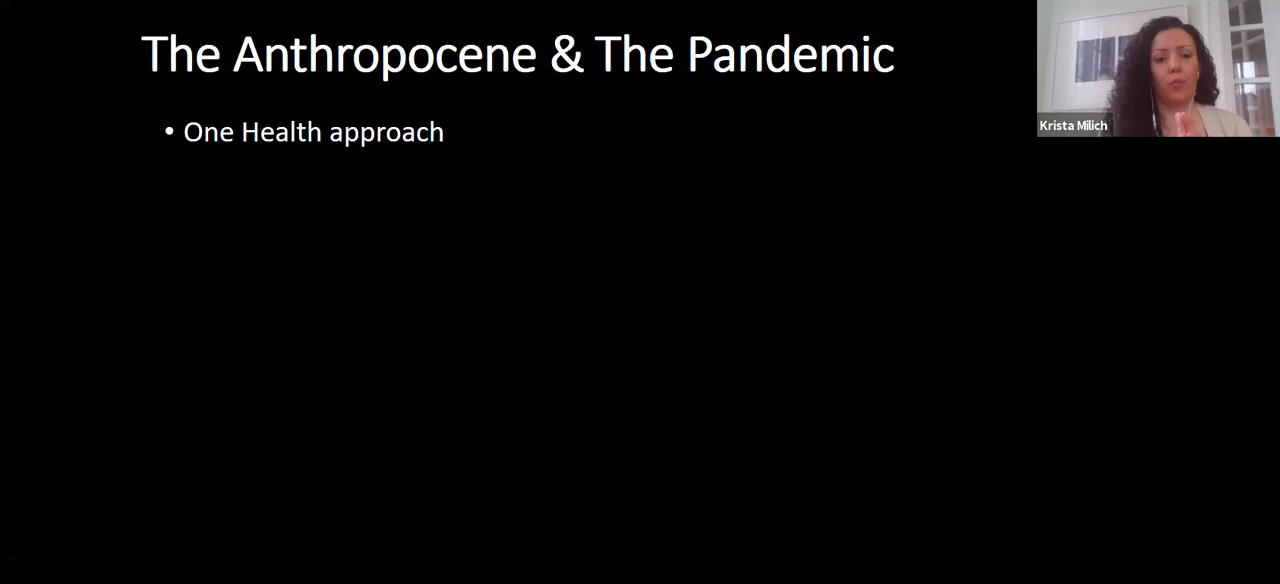 The Anthropocene & The Pandemic
• One Health approach
Krista Milich